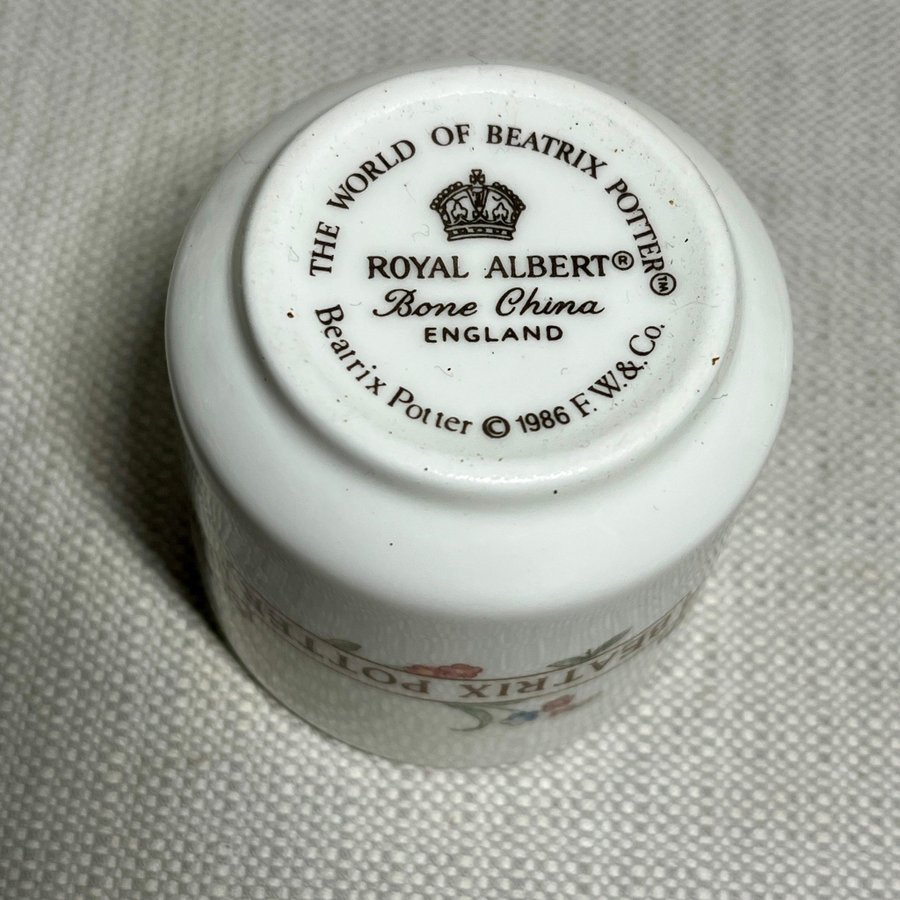 THE WORLD OF BEATRIX POTTER™
ROYAL ALBERT®
Bone China
ENGLAND
Beatrix Potter © 1986 F.W.&.Co.
BEATRIX POTTER